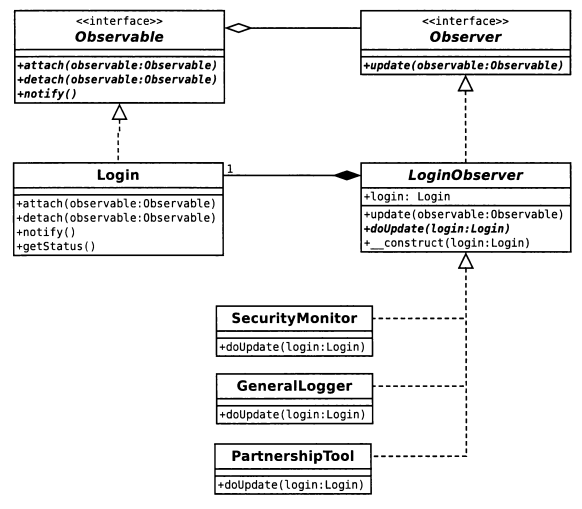 <<interface>>
Observable
+attach(observable:Observable)
+detach(observable:Observable)
+notify()
<<interface>>
Observer
+update(observable:Observable)
Login
+attach(observable:Observable)
+detach(observable:Observable)
+notify()
+getStatus()
1
LoginObserver
+login: Login
+update(observable:Observable)
+doUpdate(login:Login)
+__construct(login:Login)
SecurityMonitor
+doUpdate(login:Login)
GeneralLogger
+doUpdate(login:Login)
PartnershipTool
+doUpdate(login:Login)